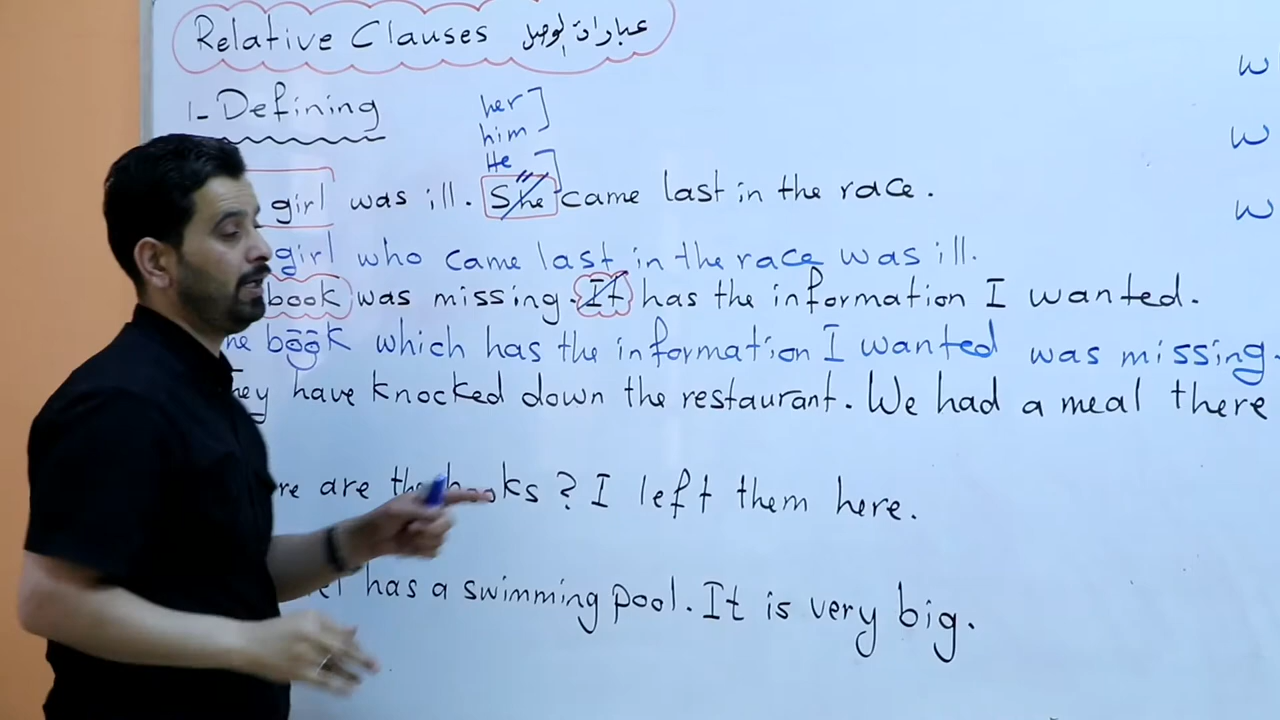 Relative Clauses عبارات الوصل
1- Defining
her
him
He
girl was ill. She came last in the race.
girl who came last in the race was ill.
book was missing. It has the information I wanted.
book which has the information I wanted was missing.
have knocked down the restaurant. We had a meal there
are the books? I left them here.
has a swimming pool. It is very big.
W
W
W